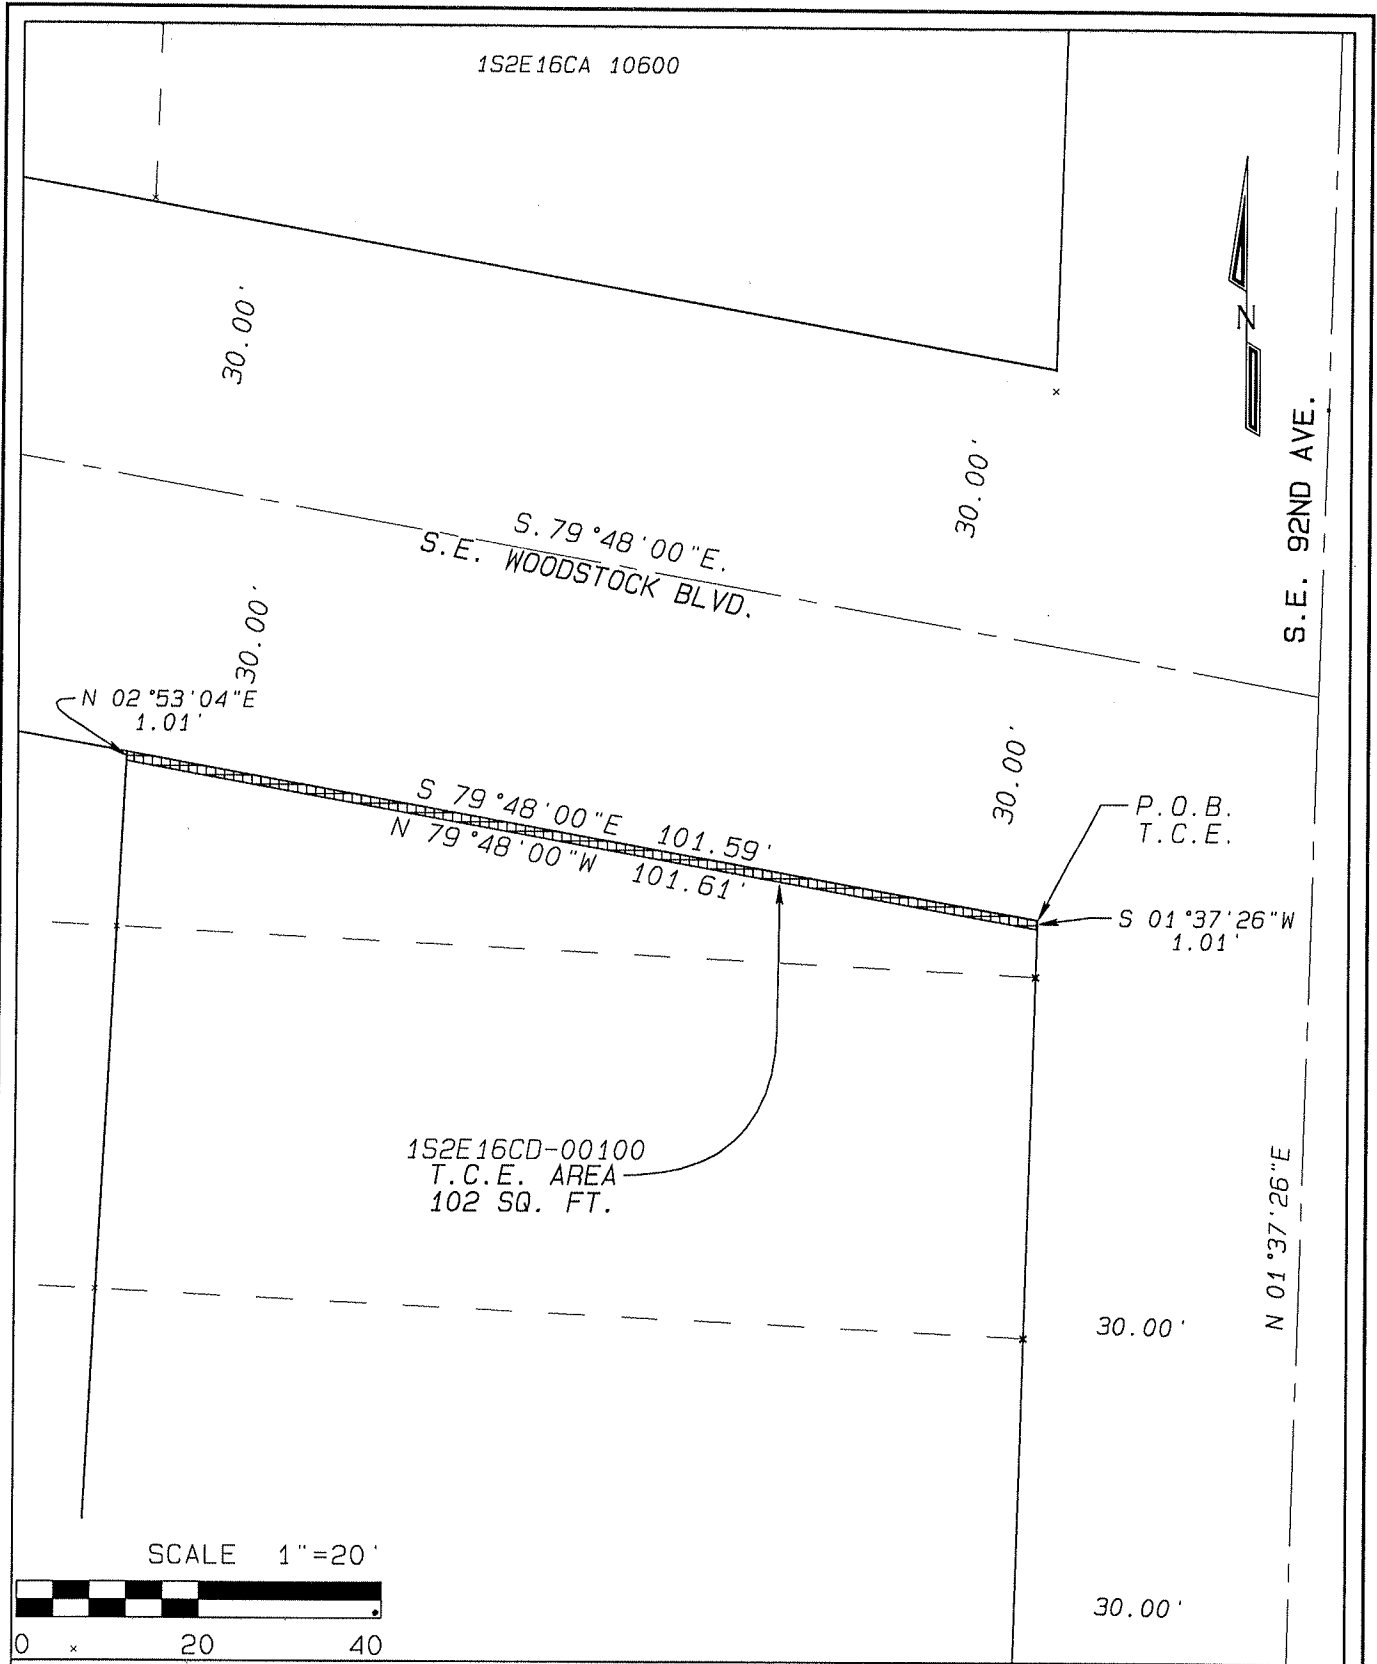 1S2E16CA 10600
30.00'
N
S.E. 92ND AVE.
30.00'
S.79°48'00"E.
S.E. WOODSTOCK BLVD.
30.00'
N 02°53'04"E
1.01'
30.00'
S 79°48'00"E 101.59'
N 79°48'00"W 101.61'
P.O.B.
T.C.E.
S 01°37'26"W
1.01'
1S2E16CD-00100
T.C.E. AREA
102 SQ. FT.
N 01°37'26"E
30.00'
SCALE 1"=20'
30.00'
0 20 40